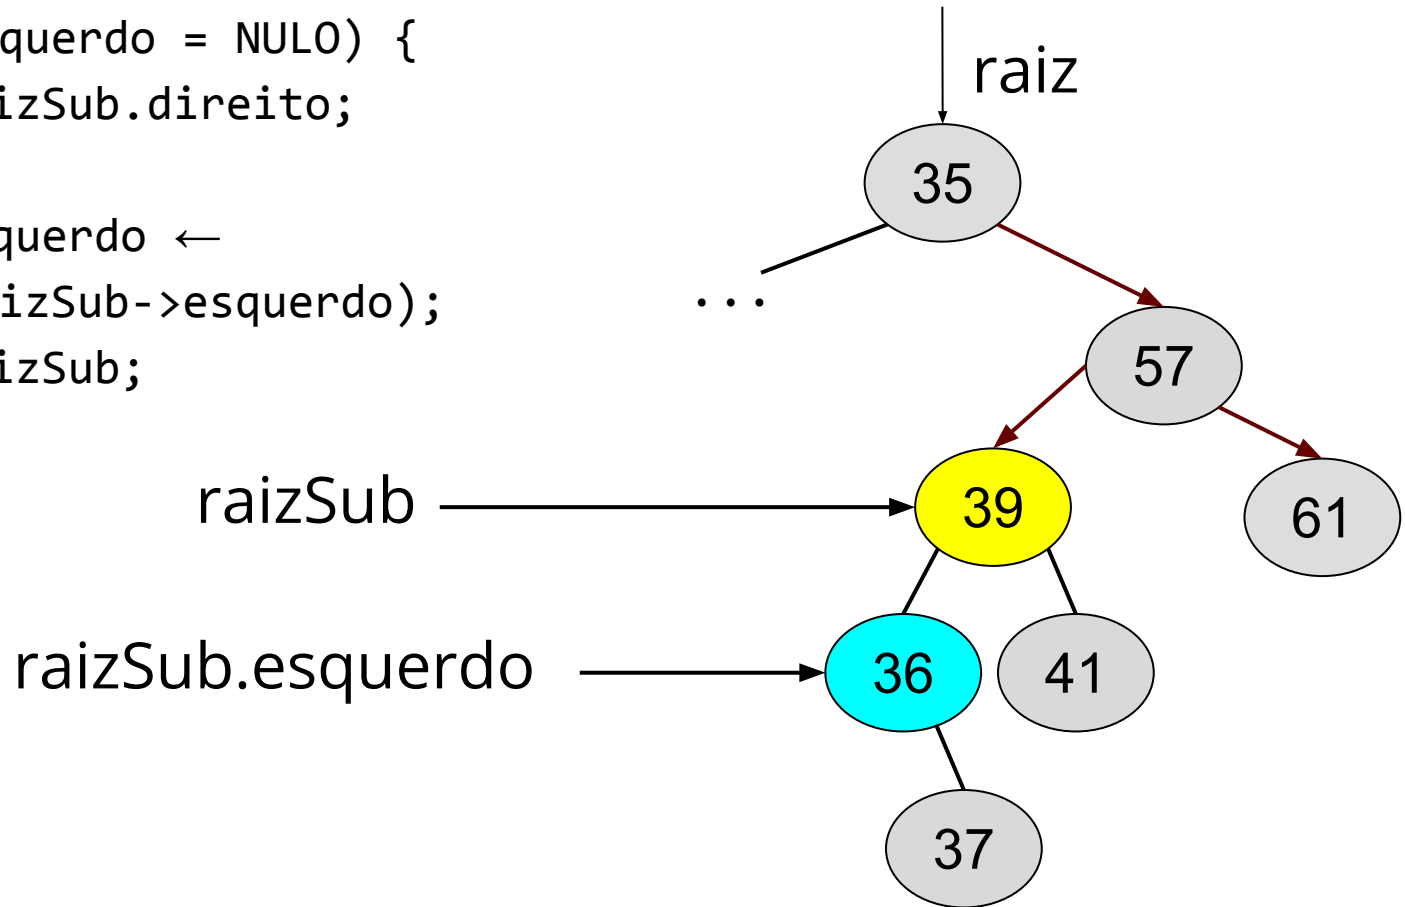 querdo = NULO) {
izSub.direito;
querdo ←
izSub->esquerdo);
izSub;
raiz
35
...
57
raizSub
39
61
raizSub.esquerdo
36
41
37